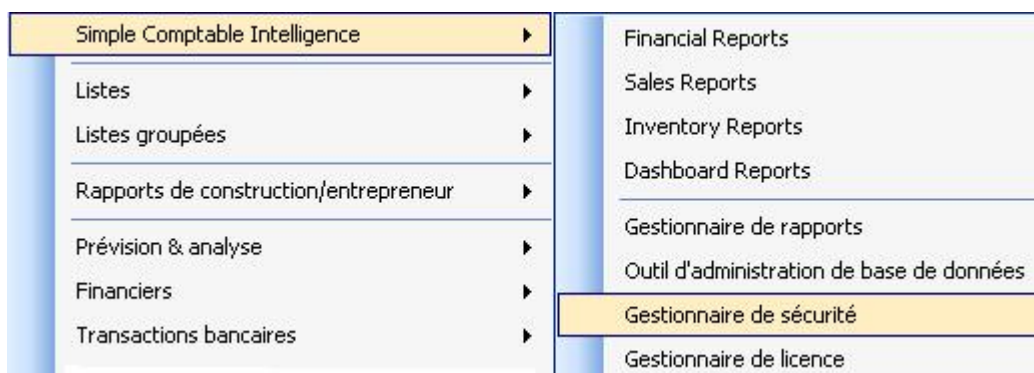 Simple Comptable Intelligence
Listes
Listes groupées
Rapports de construction/entrepreneur
Prévision & analyse
Financiers
Transactions bancaires
Financial Reports
Sales Reports
Inventory Reports
Dashboard Reports
Gestionnaire de rapports
Outil d'administration de base de données
Gestionnaire de sécurité
Gestionnaire de licence